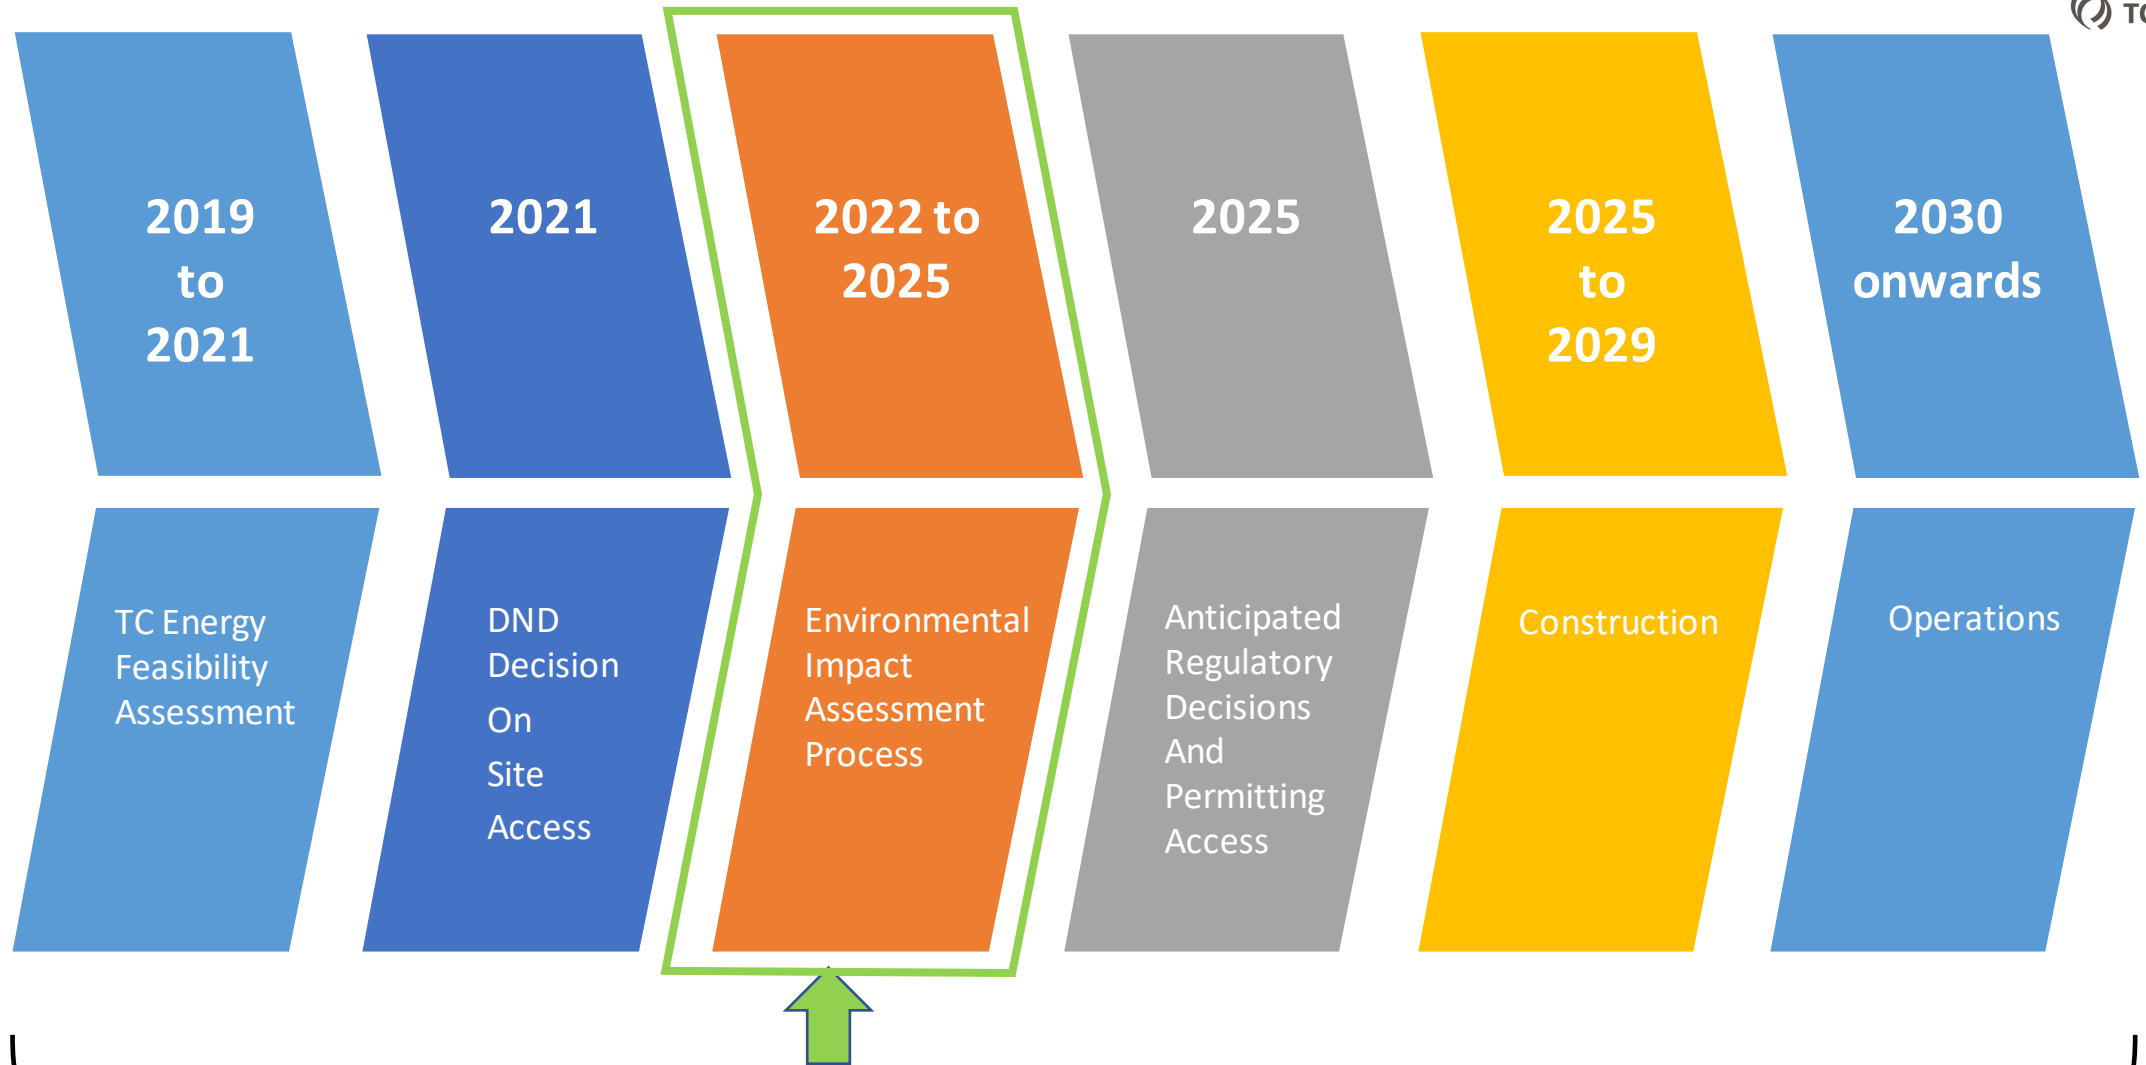 TC
2019
to
2021
2021
2022 to
2025
2025
2025
to
2029
2030
onwards
TC Energy
Feasibility
Assessment
DND
Decision
On
Site
Access
Environmental
Impact
Assessment
Process
Anticipated
Regulatory
Decisions
And
Permitting
Access
Construction
Operations